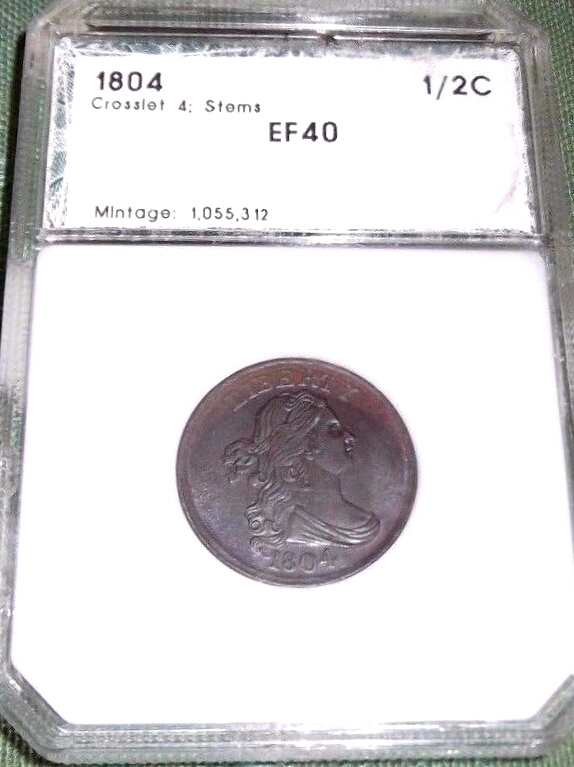 1804 1/2C
Crosslet 4; Stems
EF40
Mintage: 1,055,312
LIBERTY
1804